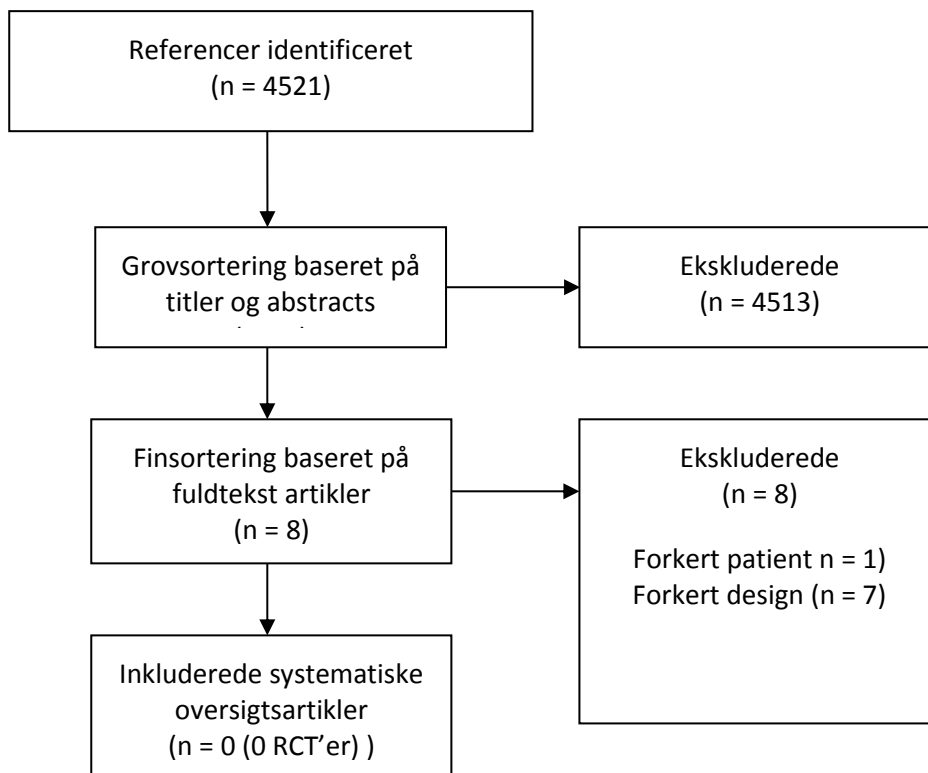 Referencer identificeret
(n = 4521)
Grovsortering baseret på
titler og abstracts
Ekskluderede
(n = 4513)
Finsortering baseret på
fuldtekst artikler
(n = 8)
Ekskluderede
(n = 8)
Forkert patient n = 1)
Forkert design (n = 7)
Inkluderede systematiske
oversigtsartikler
(n = 0 (0 RCT’er) )